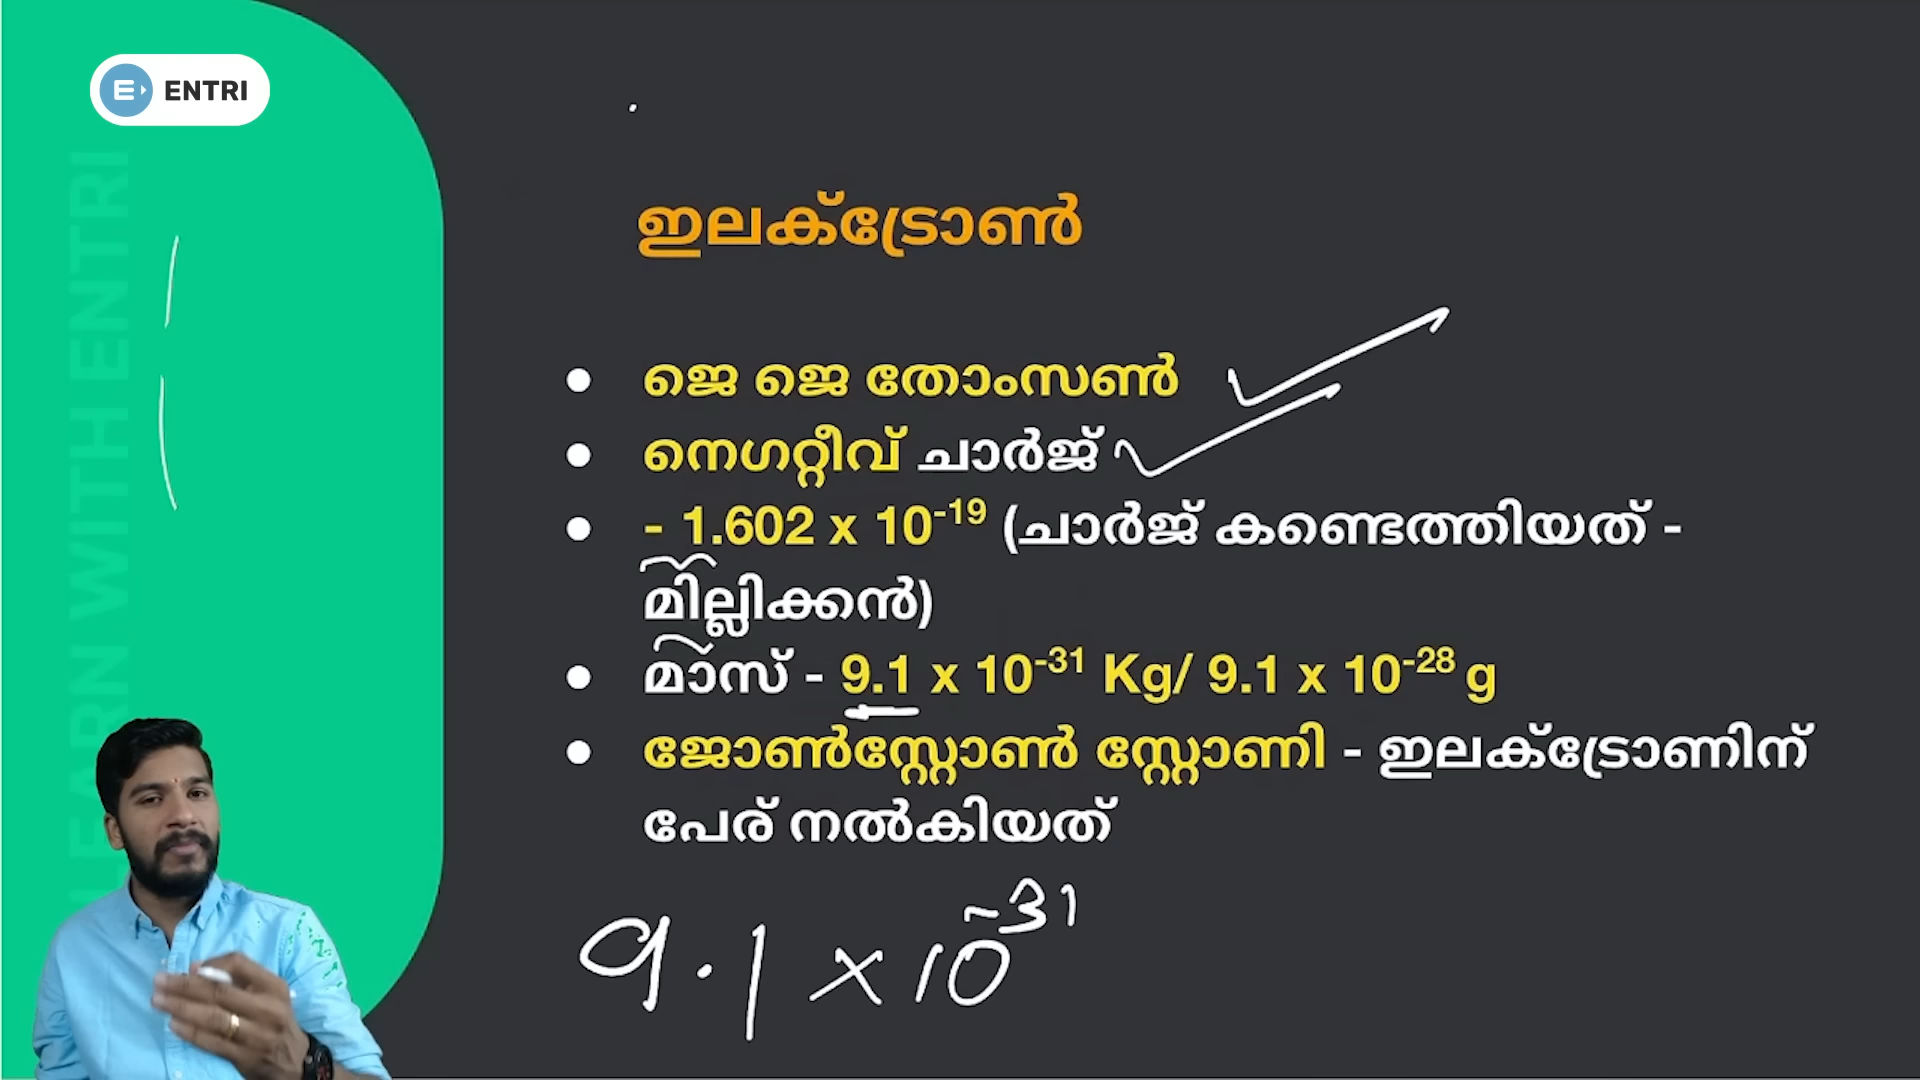 ENTRI
LEARN WITH ENTRI
ഇലക്ട്രോൺ
● ജെ ജെ തോംസൺ
● നെഗറ്റീവ് ചാർജ്
● - 1.602 x 10⁻¹⁹ (ചാർജ് കണ്ടെത്തിയത് -
മില്ലിക്കൻ)
● മാസ് - 9.1 x 10⁻³¹ Kg/ 9.1 x 10⁻²⁸ g
● ജോൺസ്റ്റോൺ സ്റ്റോണി - ഇലക്ട്രോണിന്
പേര് നൽകിയത്
9.1 x 10⁻³¹